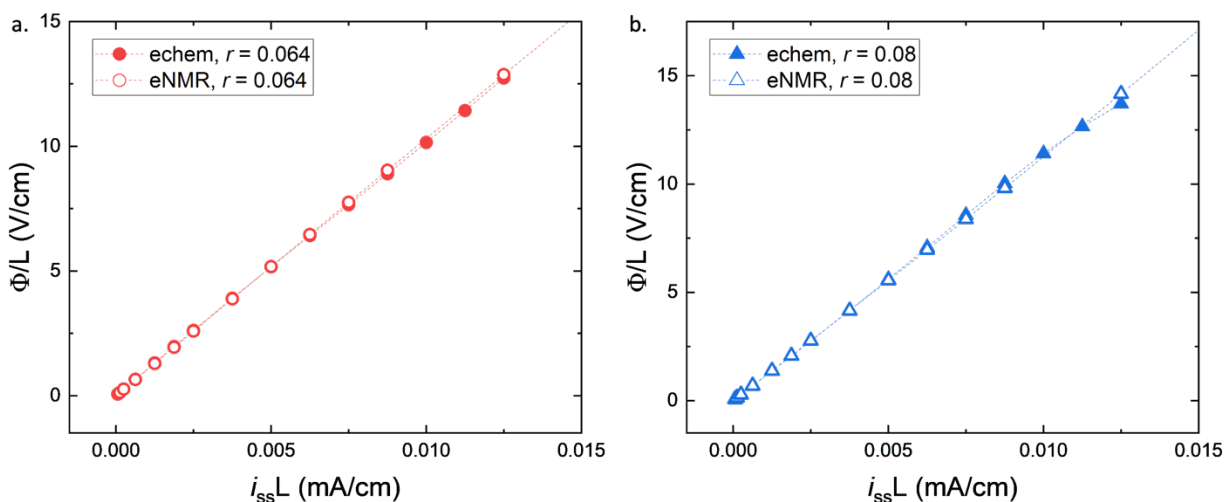 a.
echem, r = 0.064
eNMR, r = 0.064
15
10
5
0
Φ/L (V/cm)
0.000 0.005 0.010 0.015
issL (mA/cm)
b.
echem, r = 0.08
eNMR, r = 0.08
15
10
5
0
Φ/L (V/cm)
0.000 0.005 0.010 0.015
issL (mA/cm)